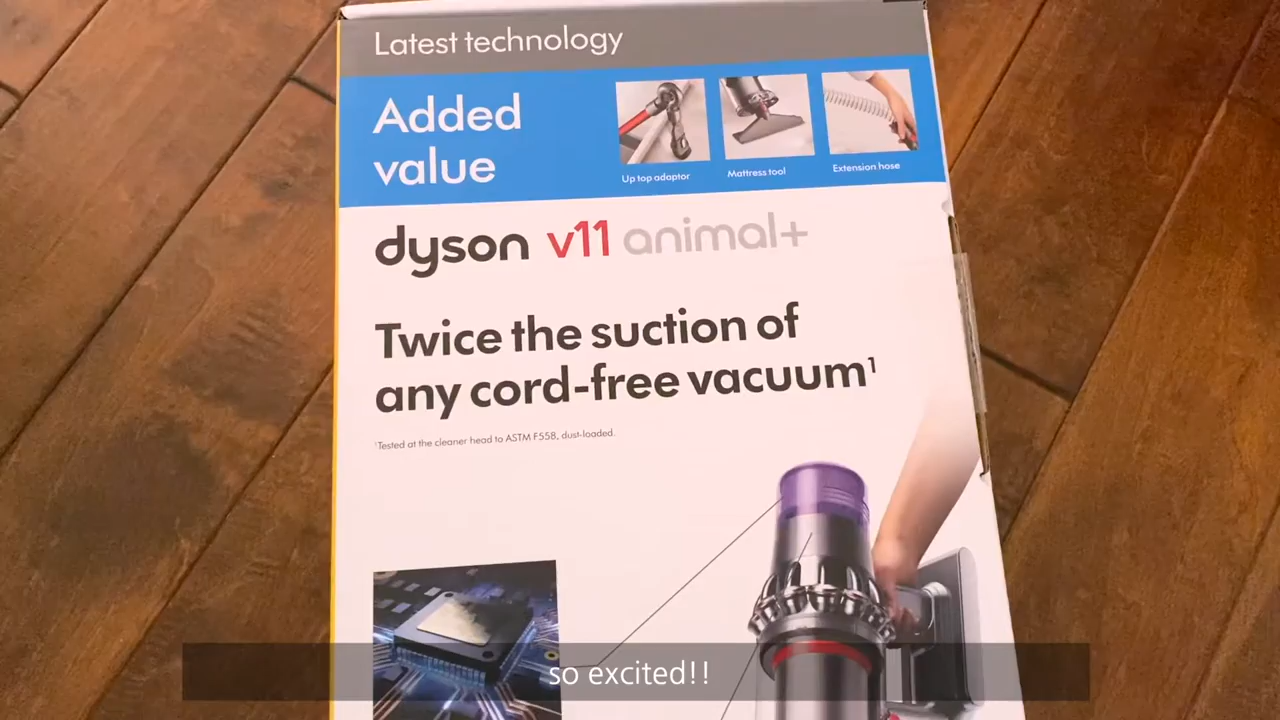 Latest technology
Added
value
Up top adaptor
Mattress tool
Extension hose
dyson v11 animal+
Twice the suction of
any cord-free vacuum¹
¹Tested at the cleaner head to ASTM F558, dust-loaded.
so excited!!